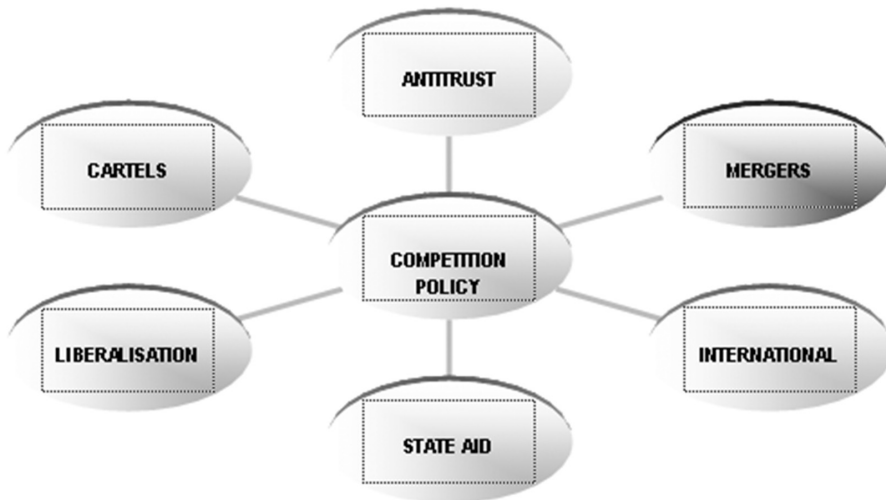 ANTITRUST
CARTELS
MERGERS
COMPETITION
POLICY
LIBERALISATION
INTERNATIONAL
STATE AID